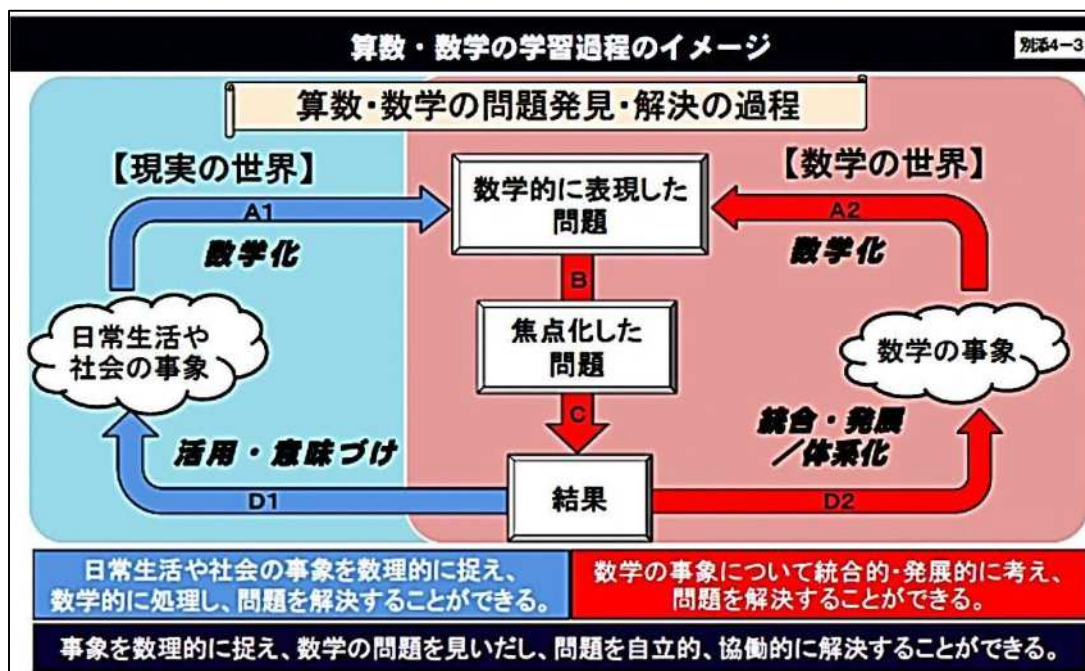 算数・数学の学習過程のイメージ
別添4-3
算数・数学の問題発見・解決の過程
【現実の世界】
【数学の世界】
数学的に表現した
問題
A1
A2
数学化
数学化
B
日常生活や
社会の事象
焦点化した
問題
数学の事象
C
活用・意味づけ
統合・発展
／体系化
結果
D1
D2
日常生活や社会の事象を数理的に捉え、
数学的に処理し、問題を解決することができる。
数学の事象について統合的・発展的に考え、
問題を解決することができる。
事象を数理的に捉え、数学の問題を見いだし、問題を自立的、協働的に解決することができる。